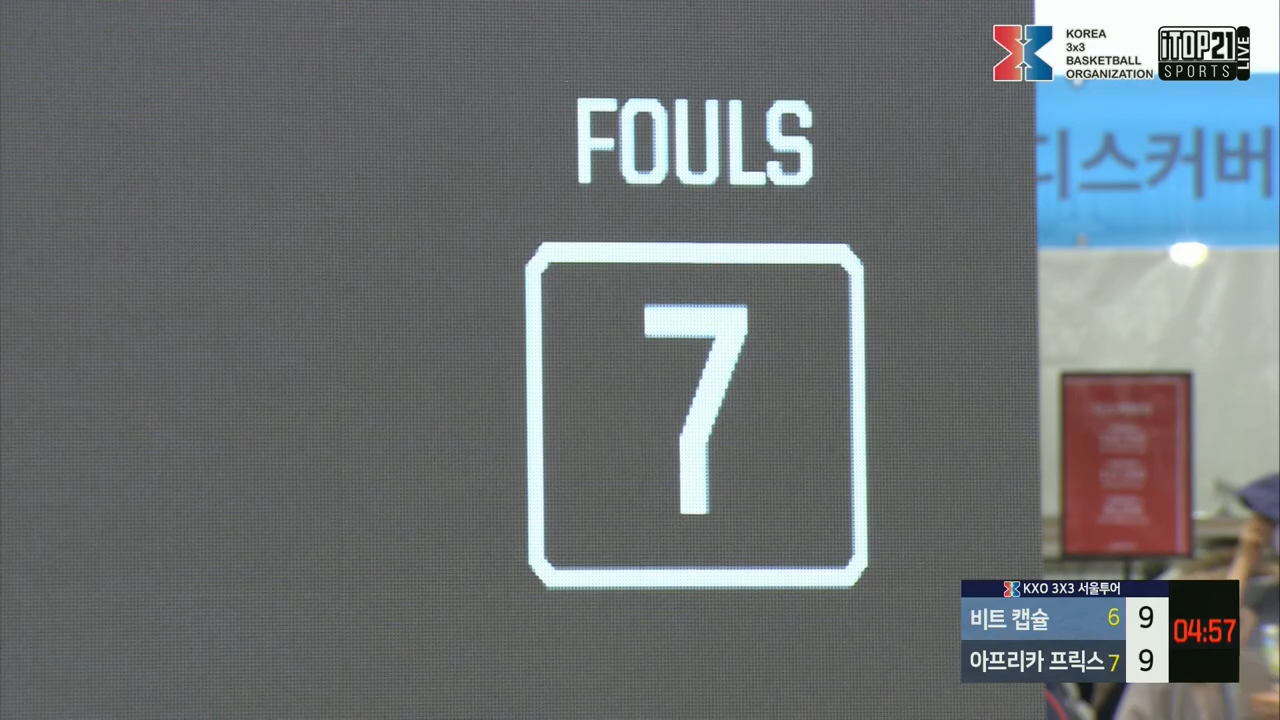 KOREA
3x3
BASKETBALL
ORGANIZATION
iTOP21
SPORTS
LIVE
FOULS
디스커버
7
KXO 3X3 서울투어
비트 캡슐 6 9
04:57
아프리카 프릭스 7 9